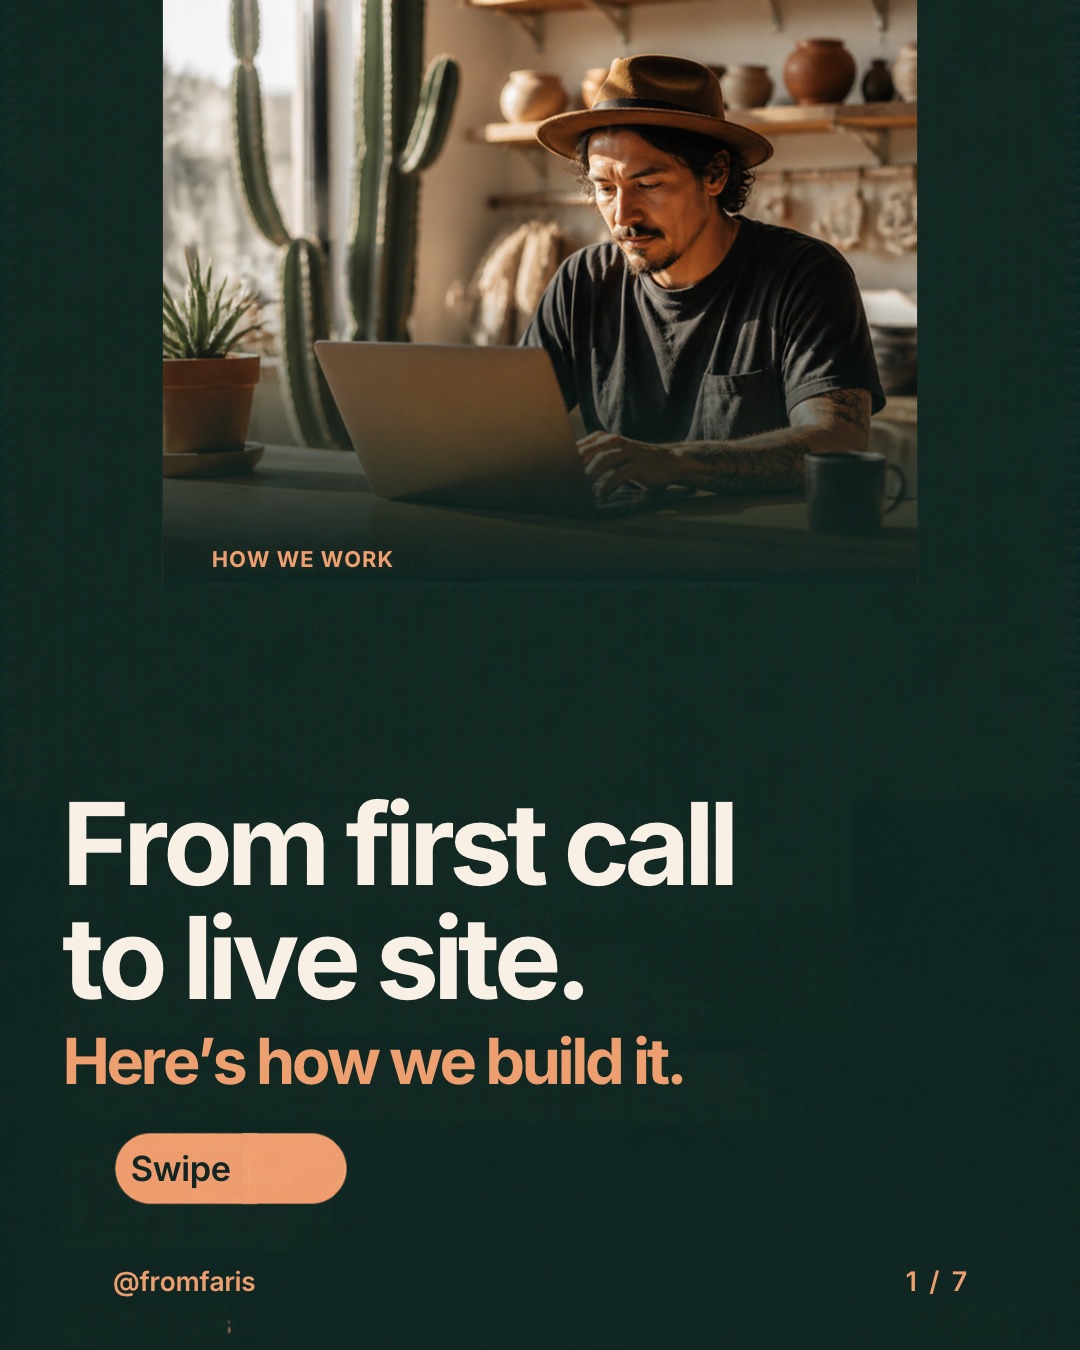 HOW WE WORK
From first call
to live site.
Here’s how we build it.
Swipe
@fromfaris
1 / 7